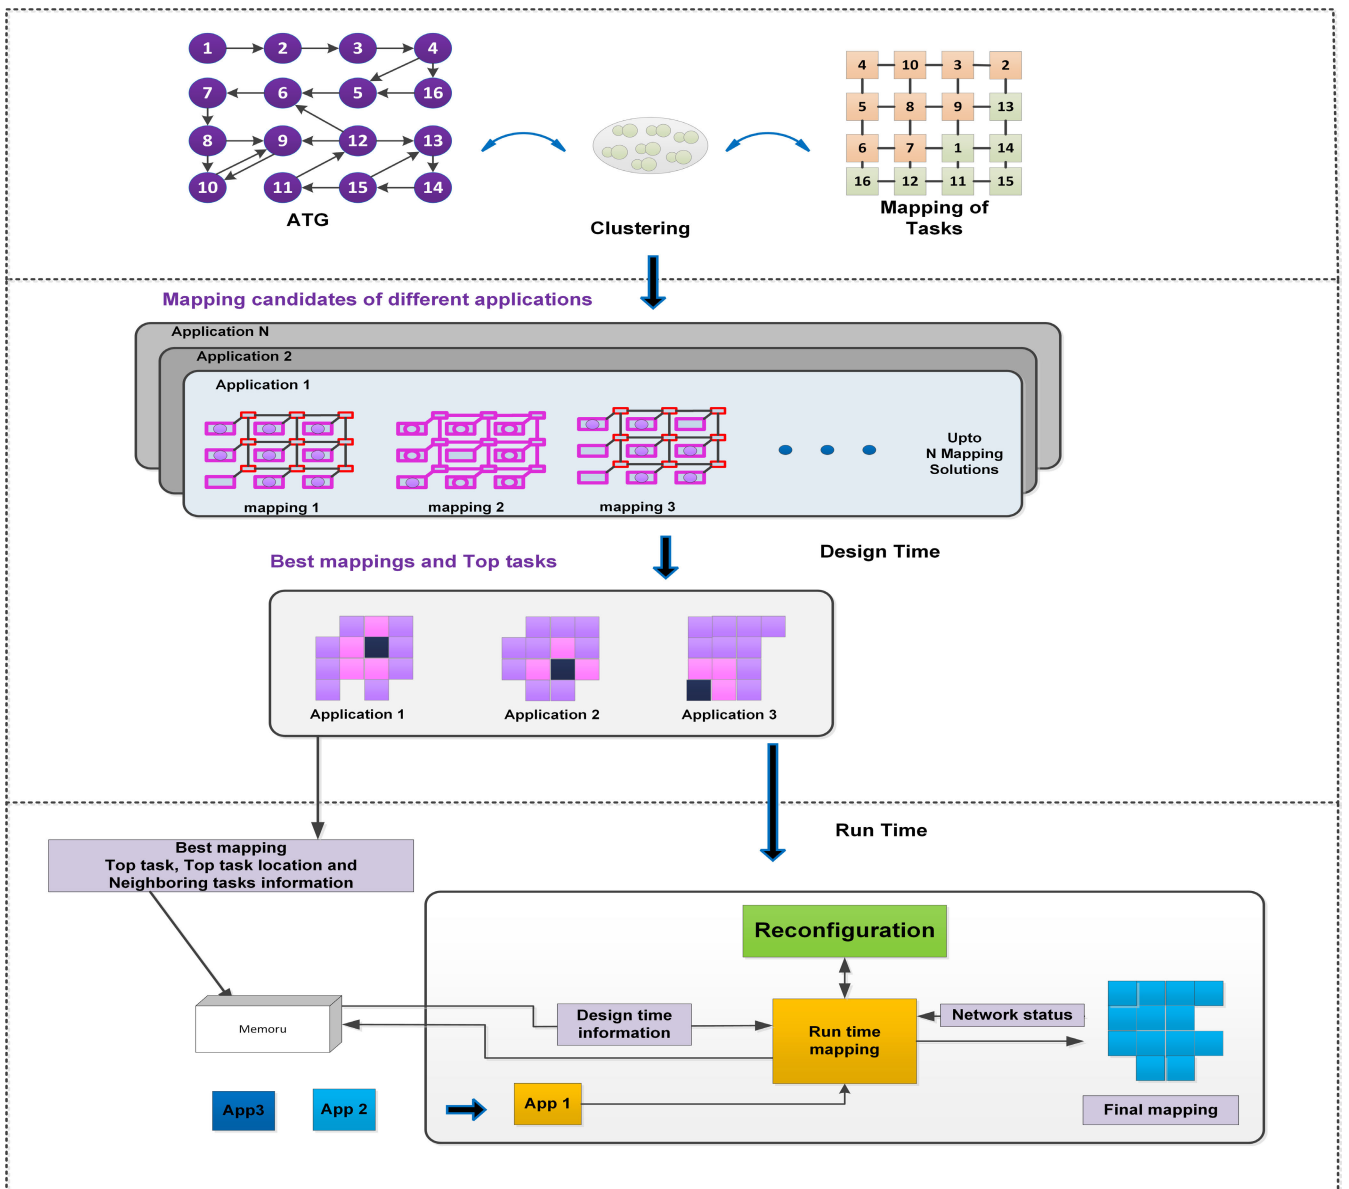 1 2 3 4
7 6 5 16
8 9 12 13
10 11 15 14
ATG
Clustering
4 10 3 2
5 8 9 13
6 7 1 14
16 12 11 15
Mapping of
Tasks
Mapping candidates of different applications
Application N
Application 2
Application 1
mapping 1
mapping 2
mapping 3
Upto
N Mapping
Solutions
Design Time
Best mappings and Top tasks
Application 1
Application 2
Application 3
Run Time
Best mapping
Top task, Top task location and
Neighboring tasks information
Reconfiguration
Memoru
Design time
information
Run time
mapping
Network status
App3
App 2
App 1
Final mapping